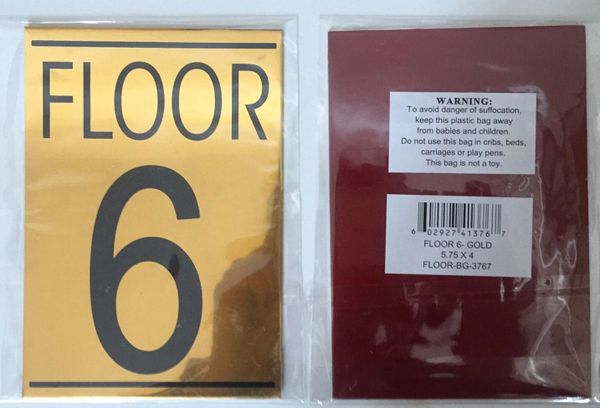 FLOOR
6
WARNING:
To avoid danger of suffocation,
keep this plastic bag away
from babies and children.
Do not use this bag in cribs, beds,
carriages or play pens.
This bag is not a toy.
6 02927 41376 7
FLOOR 6- GOLD
5.75 X 4
FLOOR-BG-3767